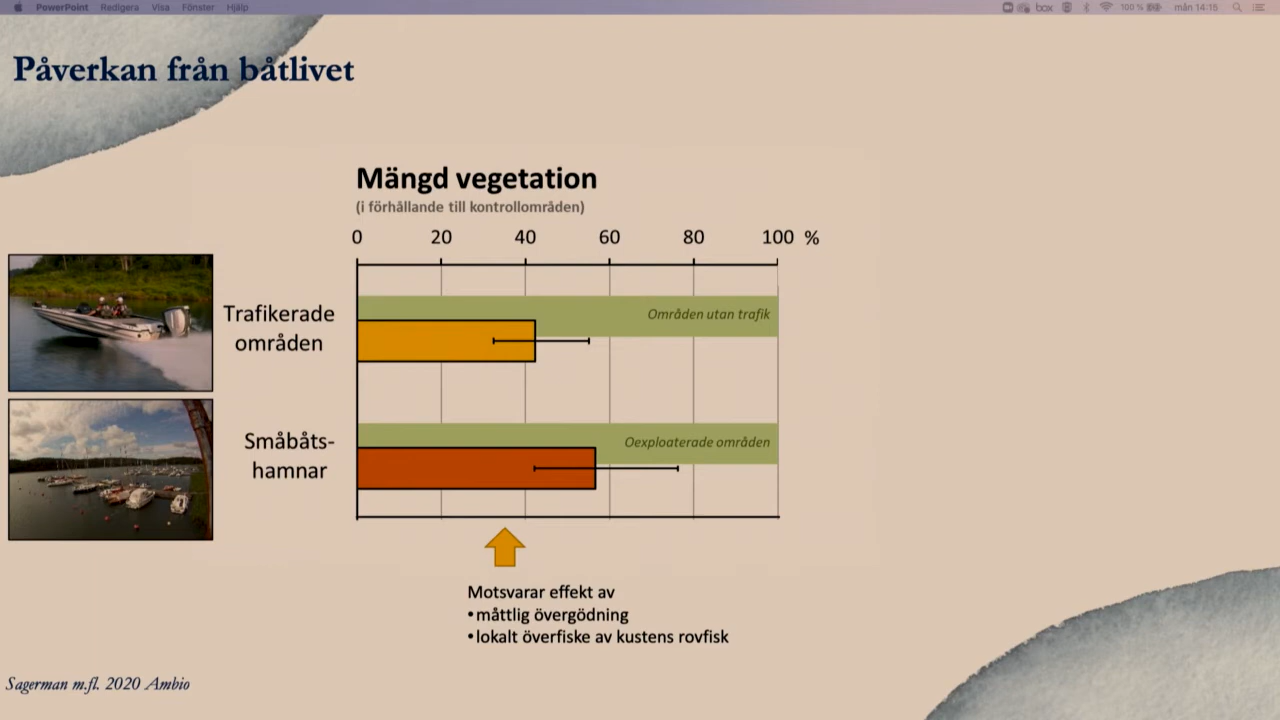 PowerPoint Redigera Visa Fönster Hjälp
box 100 % mån 14:15
Påverkan från båtlivet
Mängd vegetation
(i förhållande till kontrollområden)
0 20 40 60 80 100 %
Trafikerade
områden
Områden utan trafik
Småbåts-
hamnar
Oexploaterade områden
Motsvarar effekt av
•måttlig övergödning
•lokalt överfiske av kustens rovfisk
Sagerman m.fl. 2020 Ambio